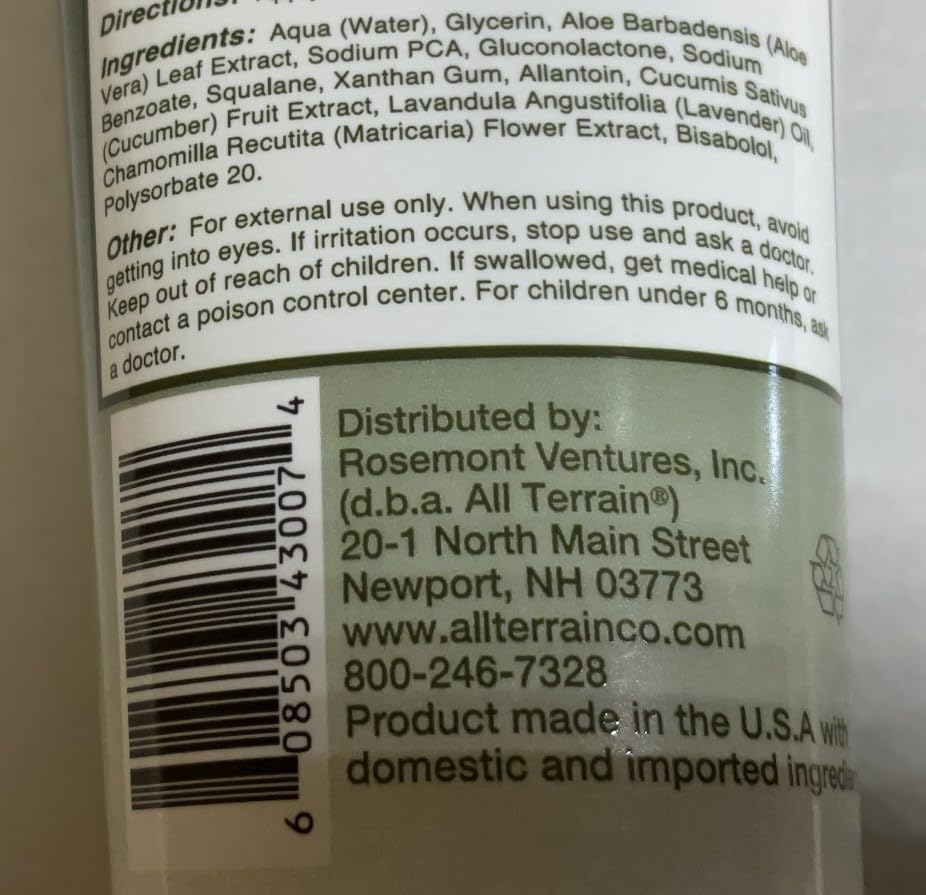 Directions:
Ingredients: Aqua (Water), Glycerin, Aloe Barbadensis (Aloe
Vera) Leaf Extract, Sodium PCA, Gluconolactone, Sodium
Benzoate, Squalane, Xanthan Gum, Allantoin, Cucumis Sativus
(Cucumber) Fruit Extract, Lavandula Angustifolia (Lavender) Oil,
Chamomilla Recutita (Matricaria) Flower Extract, Bisabolol,
Polysorbate 20.
Other: For external use only. When using this product, avoid
getting into eyes. If irritation occurs, stop use and ask a doctor.
Keep out of reach of children. If swallowed, get medical help or
contact a poison control center. For children under 6 months, ask
a doctor.
Distributed by:
Rosemont Ventures, Inc.
(d.b.a. All Terrain®)
20-1 North Main Street
Newport, NH 03773
www.allterrainco.com
800-246-7328
Product made in the U.S.A with
domestic and imported
6 08503 43007 4